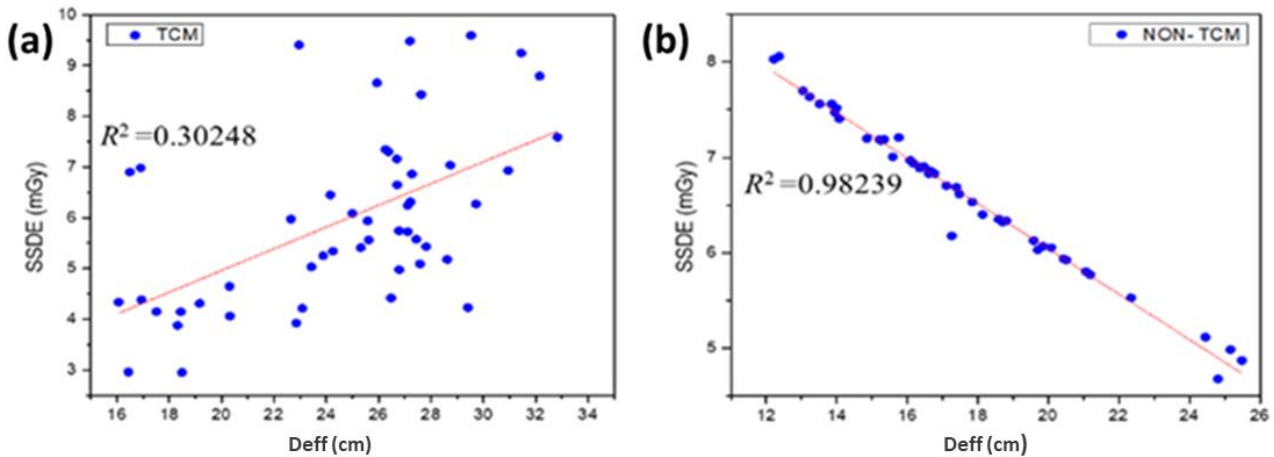 (a)
TCM
R² =0.30248
SSDE (mGy)
10
9
8
7
6
5
4
3
16 18 20 22 24 26 28 30 32 34
Deff (cm)
(b)
NON- TCM
R² =0.98239
SSDE (mGy)
8
7
6
5
12 14 16 18 20 22 24 26
Deff (cm)